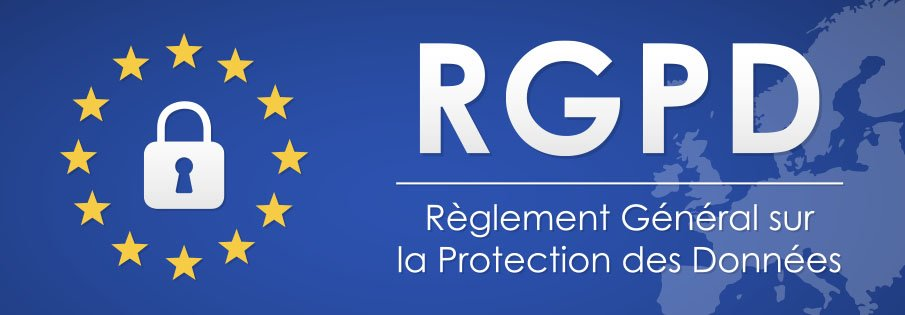 RGPD
Règlement Général sur
la Protection des Données